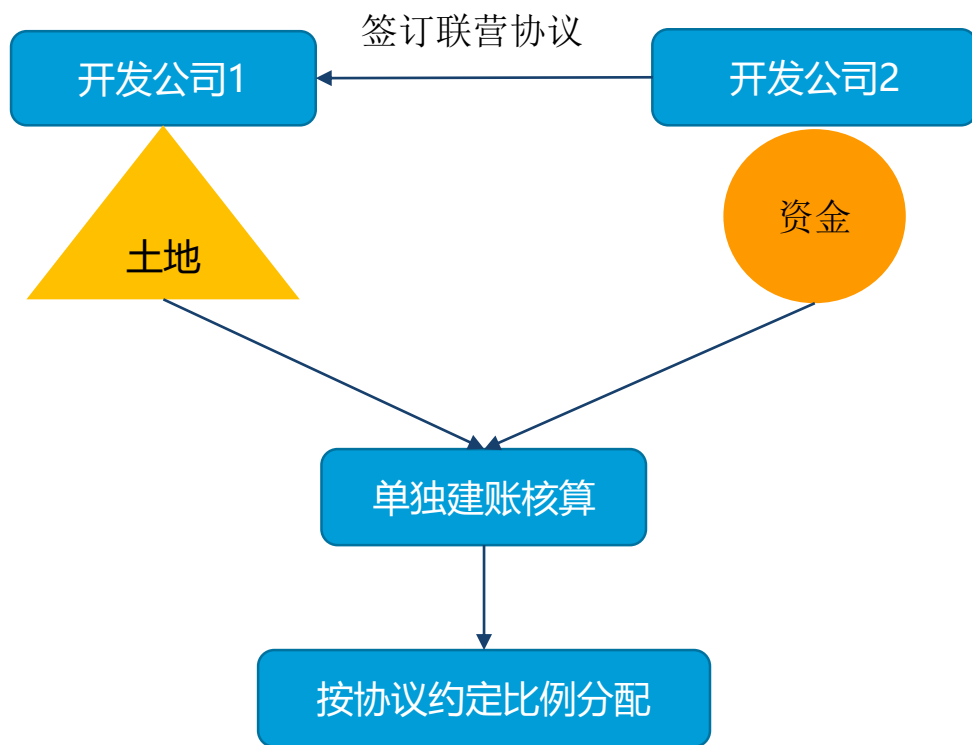 签订联营协议
开发公司1
开发公司2
土地
资金
单独建账核算
按协议约定比例分配